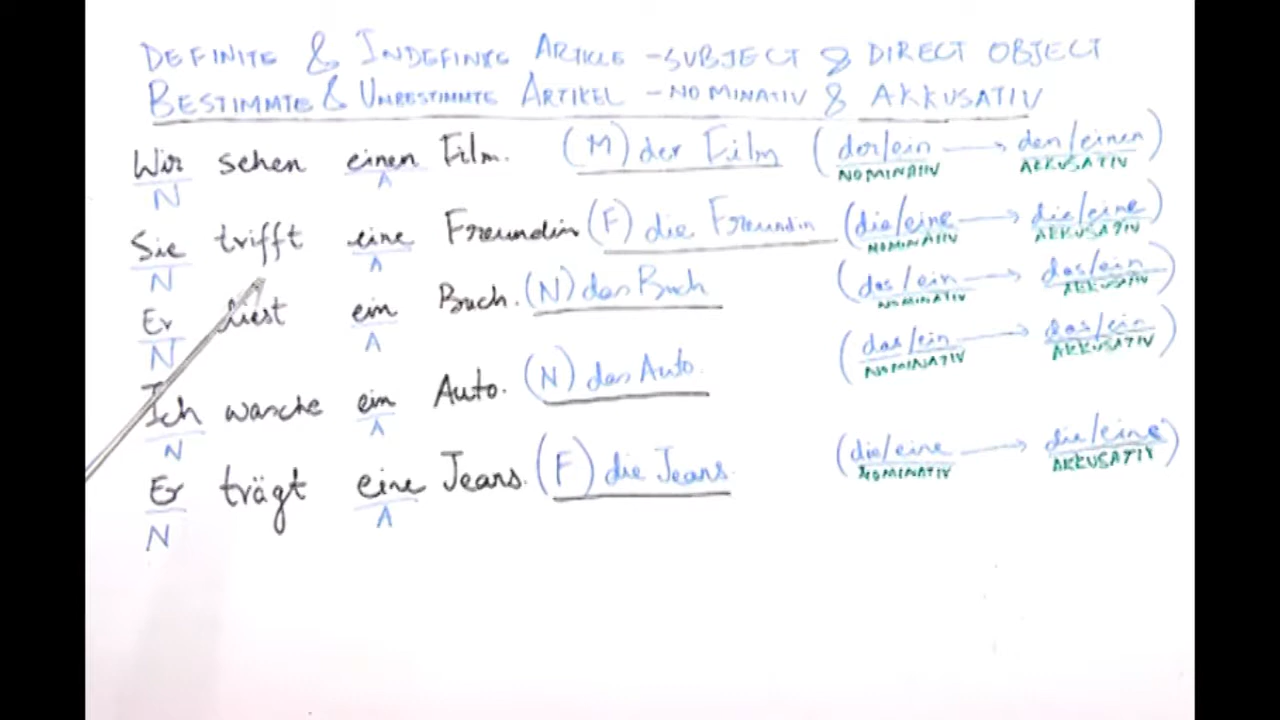 DEFINITE & INDEFINITE ARTICLE - SUBJECT & DIRECT OBJECT
BESTIMMTE & UNBESTIMMTE ARTIKEL - NOMINATIV & AKKUSATIV
Wir sehen einen Film. (M) der Film (der/ein → den/einen)
N A NOMINATIV AKKUSATIV
Sie trifft eine Freundin (F) die Freundin (die/eine → die/eine)
N A NOMINATIV AKKUSATIV
Er liest ein Buch. (N) das Buch (das/ein → das/ein)
N A NOMINATIV AKKUSATIV
Ich wasche ein Auto. (N) das Auto. (das/ein → das/ein)
N A NOMINATIV AKKUSATIV
Er trägt eine Jeans. (F) die Jeans. (die/eine → die/eine)
N A NOMINATIV AKKUSATIV